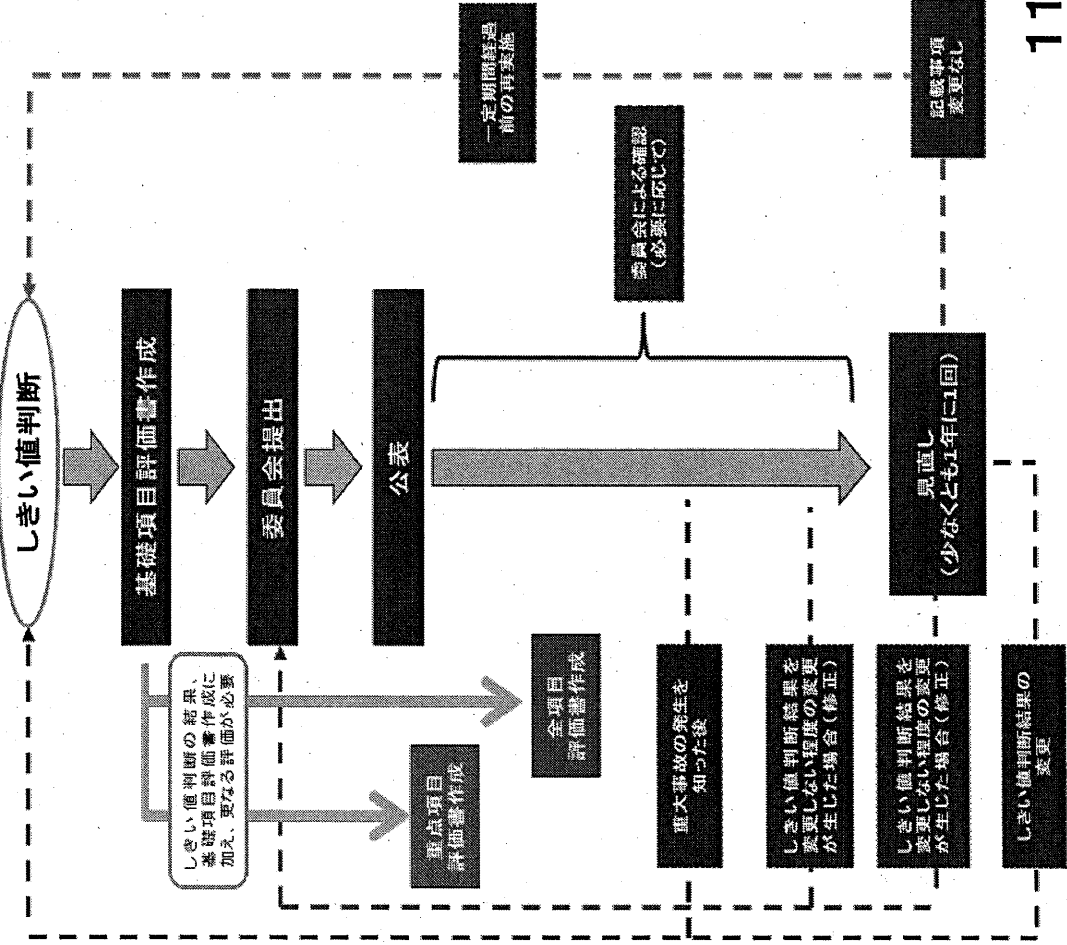 しきい値判断
基礎項目評価書作成
しきい値判断の結果、
基礎項目評価書作成に
加え、更なる評価が必要
委員会提出
重点項目
評価書作成
全項目
評価書作成
公表
一定期間経過
前の再実施
委員会による確認
(必要に応じて)
重大事故の発生を
知った後
しきい値判断結果を
変更しない程度の変更
が生じた場合(修正)
しきい値判断結果を
変更しない程度の変更
が生じた場合(修正)
見直し
(少なくとも1年に1回)
記載事項
変更なし
しきい値判断結果の
変更
11